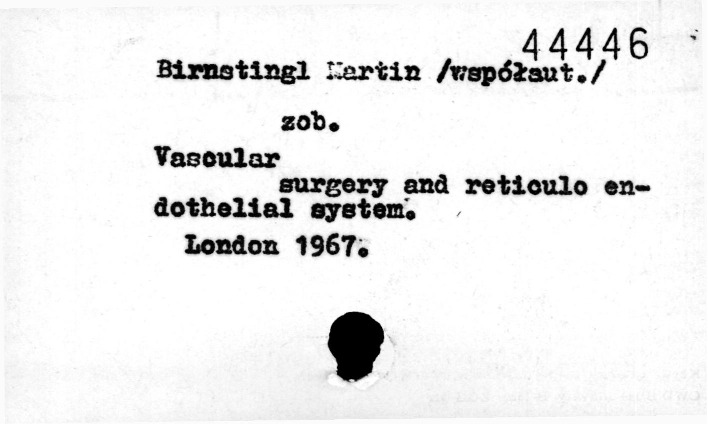 44446
Birnstingl Martin /współaut./
zob.
Vascular
surgery and reticulo en-
dothelial system.
London 1967.